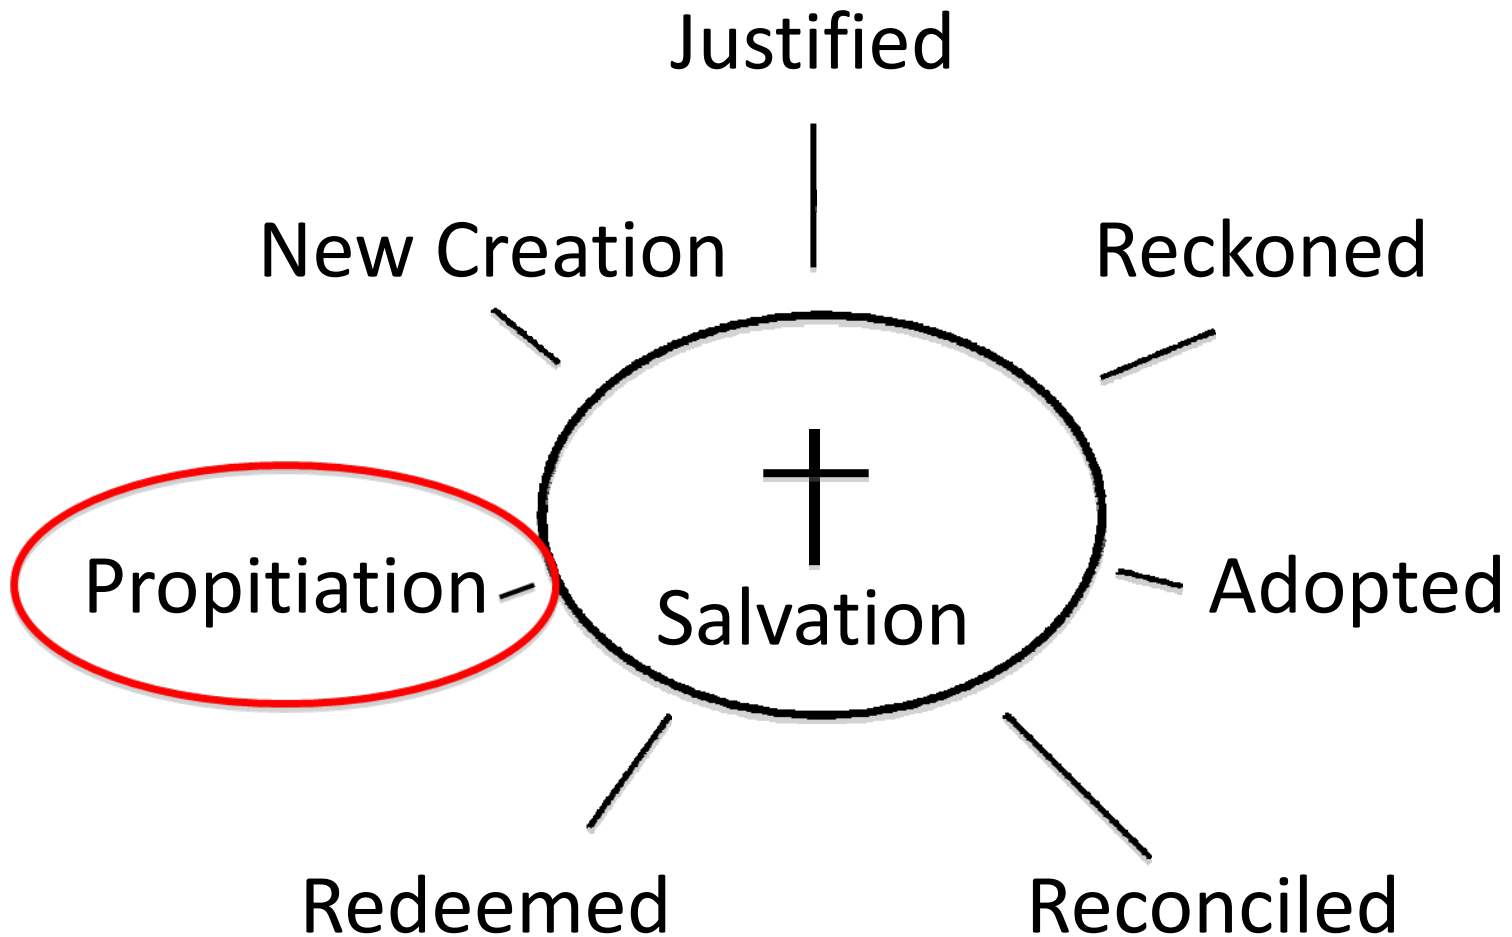 Justified
New Creation
Reckoned
Propitiation
Salvation
Adopted
Redeemed
Reconciled